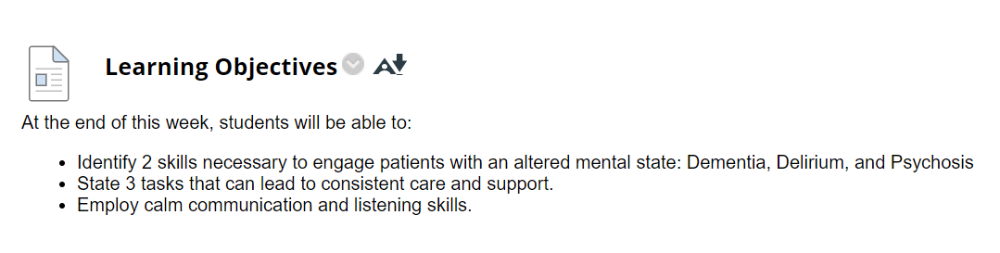 Learning Objectives
At the end of this week, students will be able to:
• Identify 2 skills necessary to engage patients with an altered mental state: Dementia, Delirium, and Psychosis
• State 3 tasks that can lead to consistent care and support.
• Employ calm communication and listening skills.